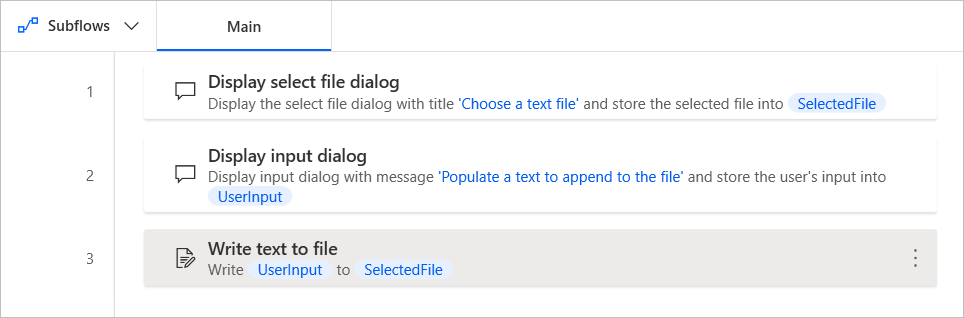 Subflows
Main
1
Display select file dialog
Display the select file dialog with title 'Choose a text file' and store the selected file into SelectedFile
2
Display input dialog
Display input dialog with message 'Populate a text to append to the file' and store the user's input into
UserInput
3
Write text to file
Write UserInput to SelectedFile